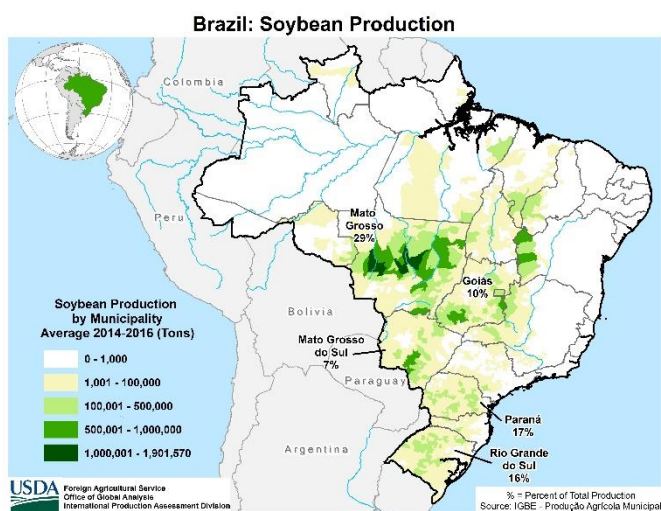 Brazil: Soybean Production
Colombia
Peru
Mato
Grosso
29%
Goiás
10%
Bolivia
Soybean Production
by Municipality
Average 2014-2016 (Tons)
0 - 1,000
1,001 - 100,000
100,001 - 500,000
500,001 - 1,000,000
1,000,001 - 1,901,570
Mato Grosso
do Sul
7%
Paraguay
Paraná
17%
Rio Grande
do Sul
16%
Argentina
USDA
Foreign Agricultural Service
Office of Global Analysis
International Production Assessment Division
% = Percent of Total Production
Source: IGBE - Produção Agrícola Municipal